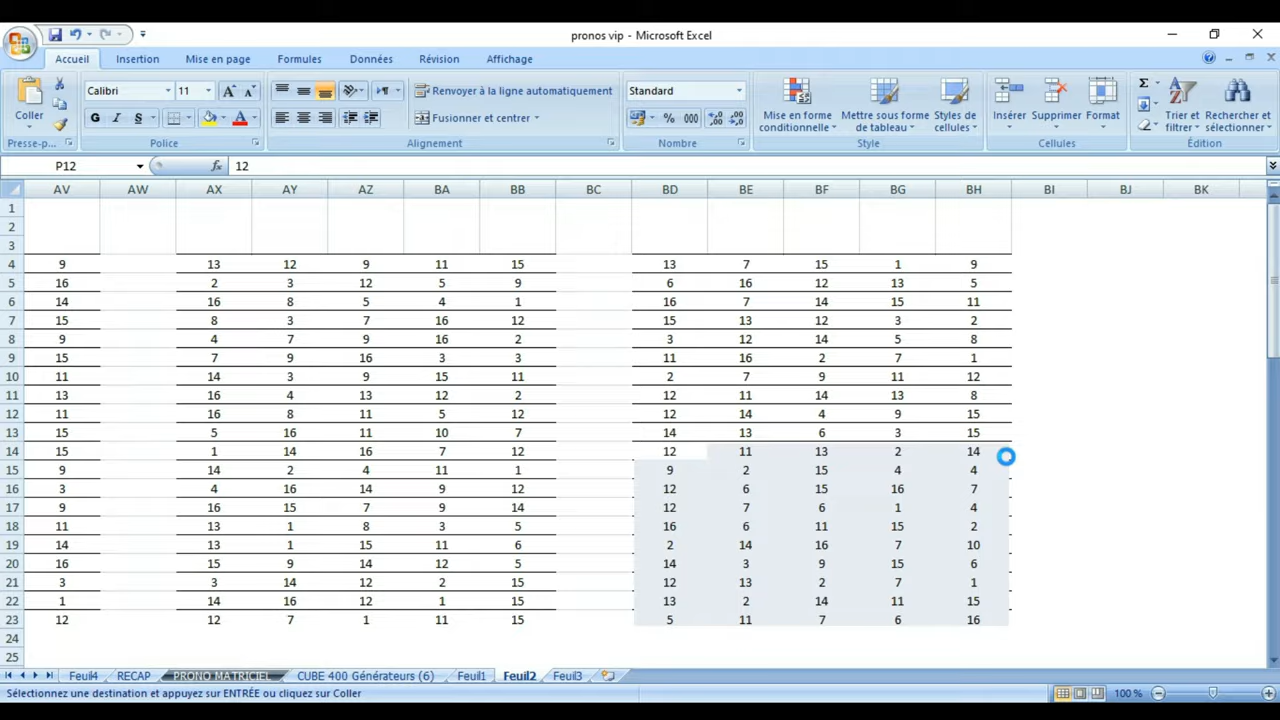 pronos vip - Microsoft Excel
Accueil Insertion Mise en page Formules Données Révision Affichage
Coller
Calibri 11 A A
G I S A
Renvoyer à la ligne automatiquement
Fusionner et centrer
Standard
% 000
Mise en forme conditionnelle
Mettre sous forme de tableau
Styles de cellules
Insérer Supprimer Format
Σ
Trier et filtrer
Rechercher et sélectionner
Presse-p... Police Alignement Nombre Style Cellules Édition
P12 fx 12
AV AW AX AY AZ BA BB BC BD BE BF BG BH BI BJ BK
1
2
3
4 9 13 12 9 11 15 13 7 15 1 9
5 16 2 3 12 5 9 6 16 12 13 5
6 14 16 8 5 4 1 16 7 14 15 11
7 15 8 3 7 16 12 15 13 12 3 2
8 9 4 7 9 16 2 3 12 14 5 8
9 15 7 9 16 3 3 11 16 2 7 1
10 11 14 3 9 15 11 2 7 9 11 12
11 13 16 4 13 12 2 12 11 14 13 8
12 11 16 8 11 5 12 12 14 4 9 15
13 15 5 16 11 10 7 14 13 6 3 15
14 15 1 14 16 7 12 12 11 13 2 14
15 9 14 2 4 11 1 9 2 15 4 4
16 3 4 16 14 9 12 12 6 15 16 7
17 9 16 15 7 9 14 12 7 6 1 4
18 11 13 1 8 3 5 16 6 11 15 2
19 14 13 1 15 11 6 2 14 16 7 10
20 16 15 9 14 12 5 14 3 9 15 6
21 3 3 14 12 2 15 12 13 2 7 1
22 1 14 16 12 1 15 13 2 14 11 15
23 12 12 7 1 11 15 5 11 7 6 16
24
25
Feuil4 RECAP PRONO MATRICIEL CUBE 400 Générateurs (6) Feuil1 Feuil2 Feuil3
Sélectionnez une destination et appuyez sur ENTRÉE ou cliquez sur Coller
100 %